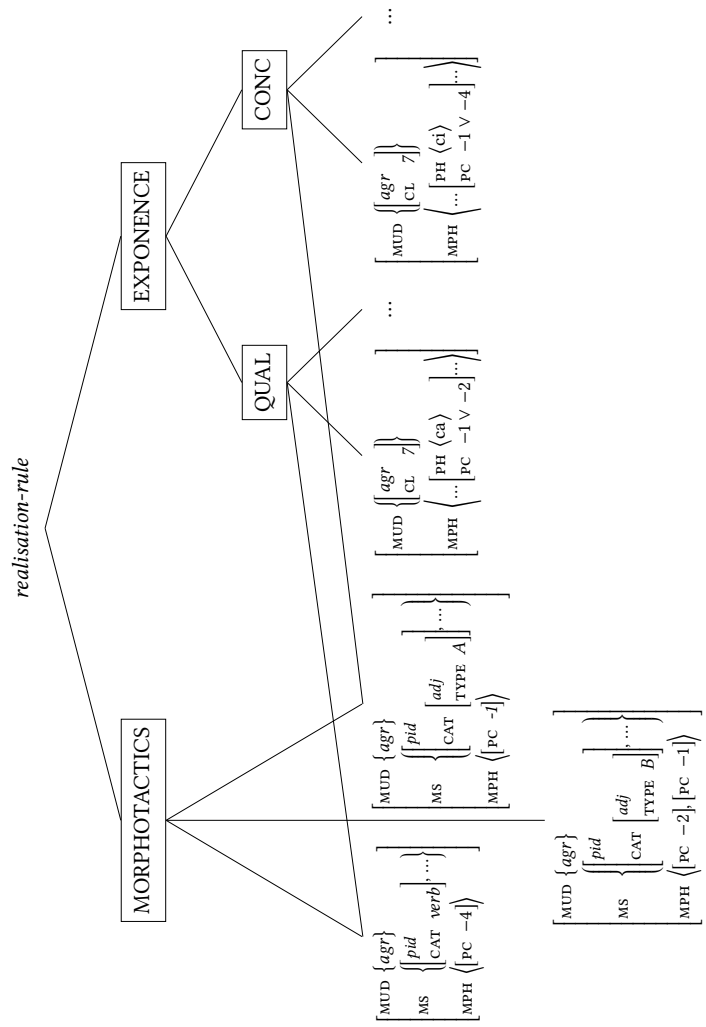 realisation-rule
MORPHOTACTICS
EXPONENCE
QUAL
CONC
MUD {agr}
MS {[pid
CAT verb], …}
MPH ⟨[PC −4]⟩
MUD {agr}
MS {[pid
CAT [adj
TYPE A]], …}
MPH ⟨[PC -1]⟩
MUD {[agr
CL 7]}
MPH ⟨… [PH ⟨ca⟩
PC −1 ∨ −2] …⟩
…
MUD {[agr
CL 7]}
MPH ⟨… [PH ⟨ci⟩
PC −1 ∨ −4] …⟩
…
MUD {agr}
MS {[pid
CAT [adj
TYPE B]], …}
MPH ⟨[PC −2], [PC −1]⟩